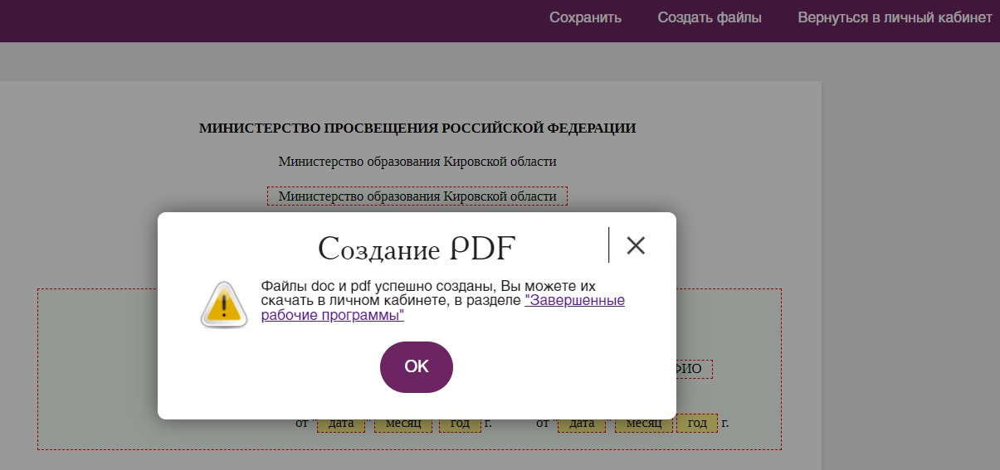 Сохранить Создать файлы Вернуться в личный кабинет
МИНИСТЕРСТВО ПРОСВЕЩЕНИЯ РОССИЙСКОЙ ФЕДЕРАЦИИ
Министерство образования Кировской области
Министерство образования Кировской области
Создание PDF
Файлы doc и pdf успешно созданы, Вы можете их
скачать в личном кабинете, в разделе "Завершенные
рабочие программы"
ФИО
ОК
от "дата" месяц год г. от "дата" месяц год г.